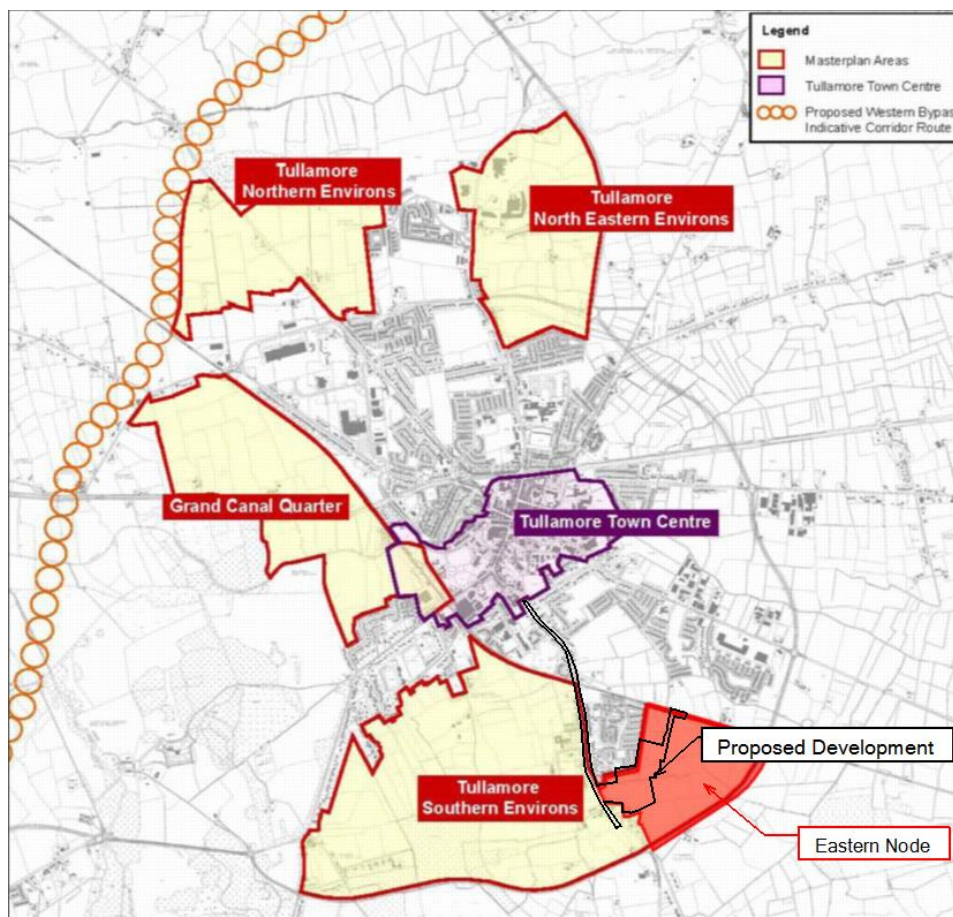 Legend
Masterplan Areas
Tullamore Town Centre
Proposed Western Bypass
Indicative Corridor Route
Tullamore
Northern Environs
Tullamore
North Eastern Environs
Grand Canal Quarter
Tullamore Town Centre
Proposed Development
Tullamore
Southern Environs
Eastern Node